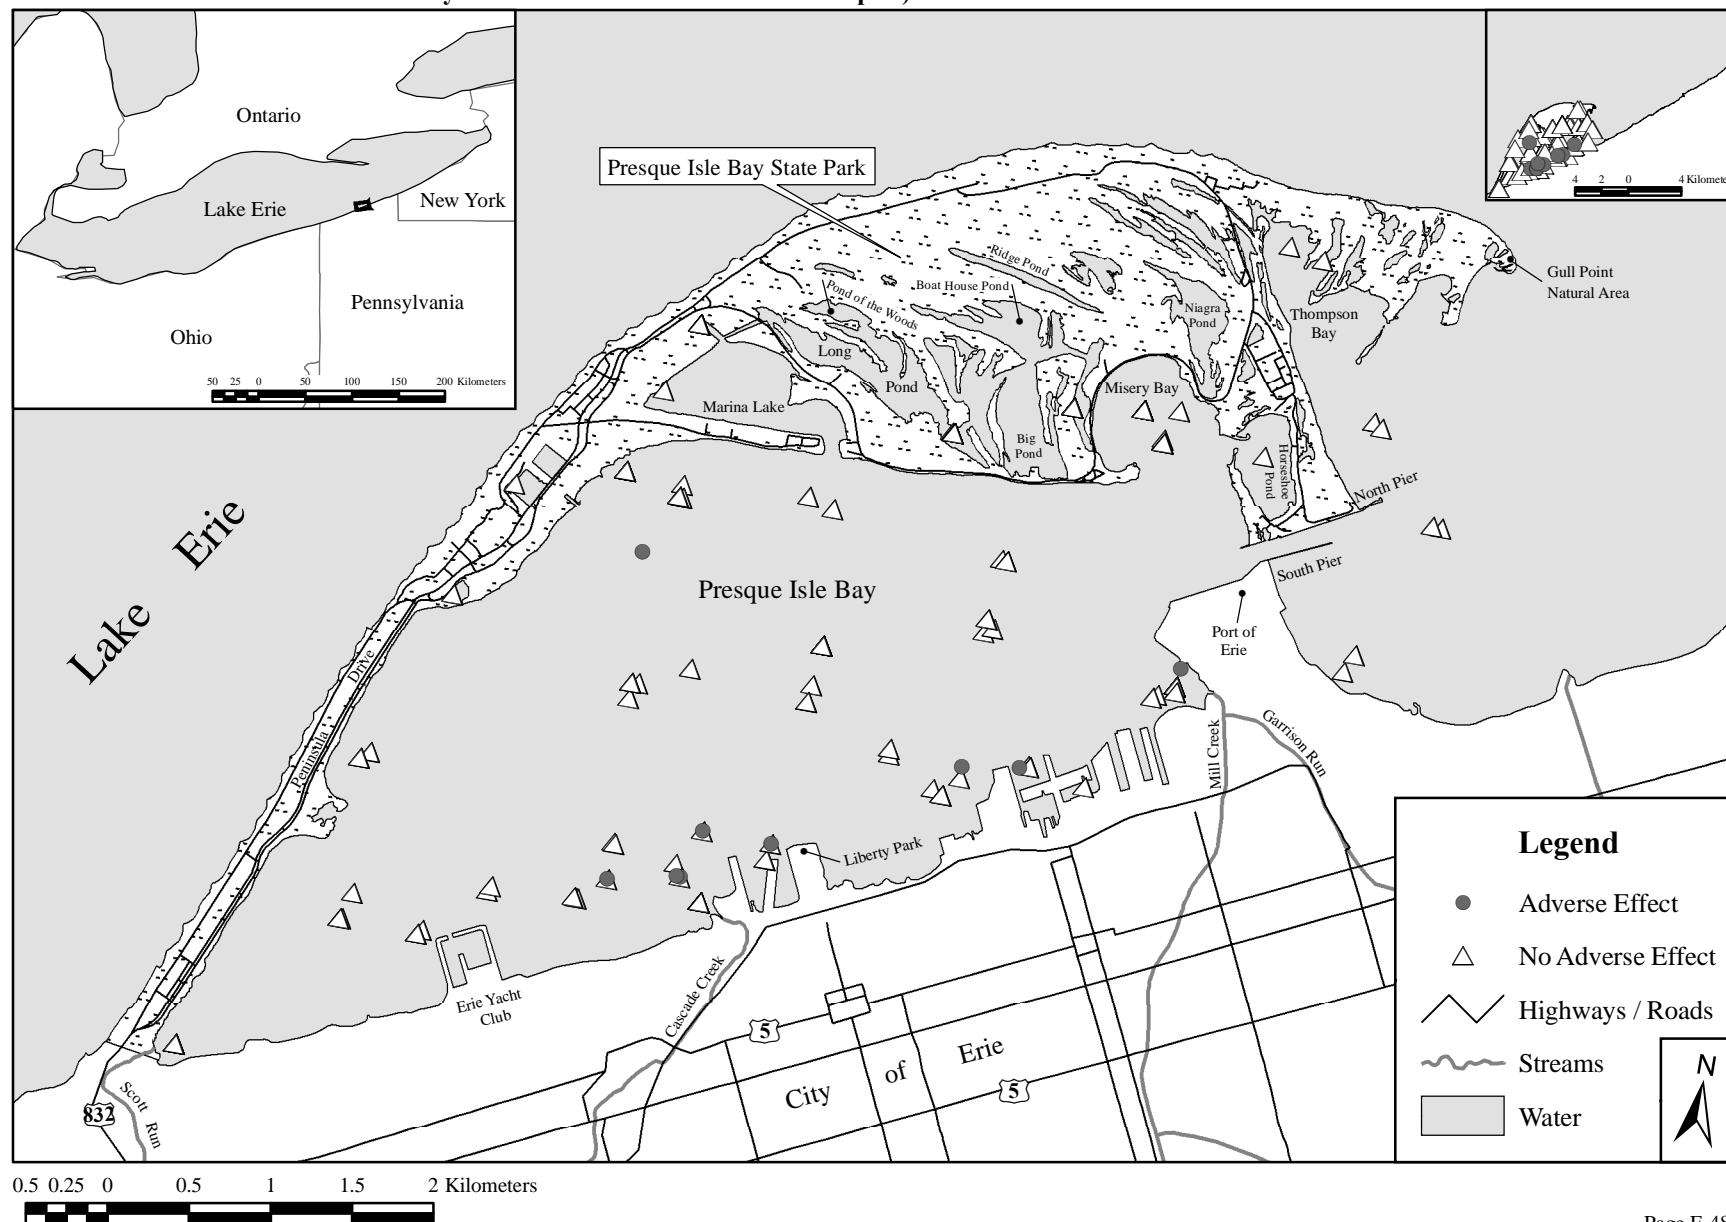 Ontario
Lake Erie
New York
Pennsylvania
Ohio
50 25 0 50 100 150 200 Kilometers
4 2 0 4 Kilomete
Presque Isle Bay State Park
Gull Point
Natural Area
Ridge Pond
Boat House Pond
Pond of the Woods
Niagra
Pond
Thompson
Bay
Long
Pond
Misery Bay
Marina Lake
Big
Pond
Horseshoe
Pond
North Pier
South Pier
Lake Erie
Presque Isle Bay
Port of
Erie
Peninsula Drive
Mill Creek
Garrison Run
Liberty Park
Erie Yacht
Club
Cascade Creek
Scott Run
832
5
5
City of Erie
Legend
Adverse Effect
No Adverse Effect
Highways / Roads
Streams
Water
N
0.5 0.25 0 0.5 1 1.5 2 Kilometers